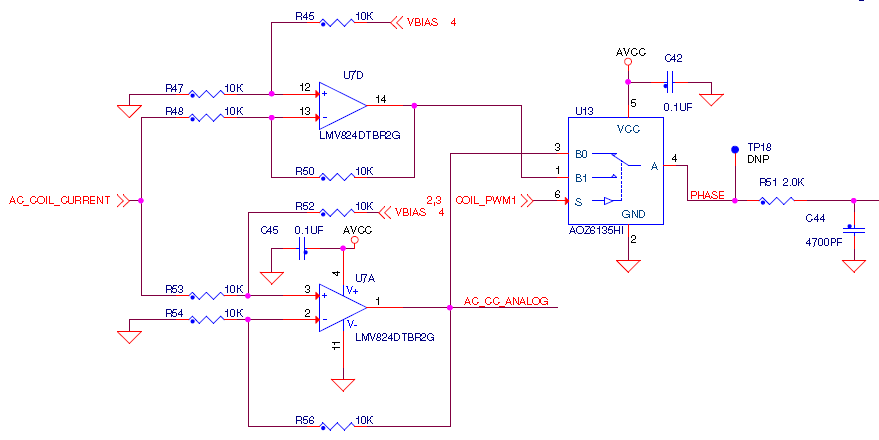 R45 10K VBIAS 4
AVCC
C42
0.1UF
U7D
R47 10K 12 +
14
R48 10K 13 -
LMV824DTBR2G
U13
5
VCC
3 B0
1 B1
A 4
6 S
GND
2
AOZ6135HI
TP18
DNP
R50 10K
AC_COIL_CURRENT
COIL_PWM1
PHASE
R51 2.0K
C44
4700PF
2,3
R52 10K VBIAS 4
C45 0.1UF AVCC
4
U7A
V+
R53 10K 3 +
1
AC_CC_ANALOG
R54 10K 2 -
V-
LMV824DTBR2G
11
R56 10K